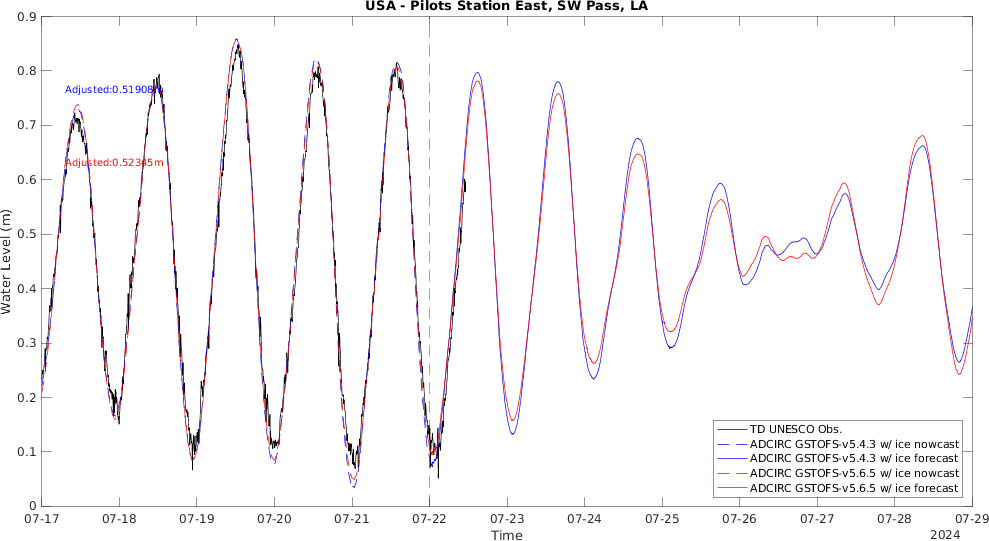 USA - Pilots Station East, SW Pass, LA
0.9
0.8
0.7
0.6
0.5
0.4
0.3
0.2
0.1
0
Water Level (m)
Adjusted:0.51908m
Adjusted:0.52345m
TD UNESCO Obs.
ADCIRC GSTOFS-v5.4.3 w/ ice nowcast
ADCIRC GSTOFS-v5.4.3 w/ ice forecast
ADCIRC GSTOFS-v5.6.5 w/ ice nowcast
ADCIRC GSTOFS-v5.6.5 w/ ice forecast
07-17 07-18 07-19 07-20 07-21 07-22 07-23 07-24 07-25 07-26 07-27 07-28 07-29
Time
2024